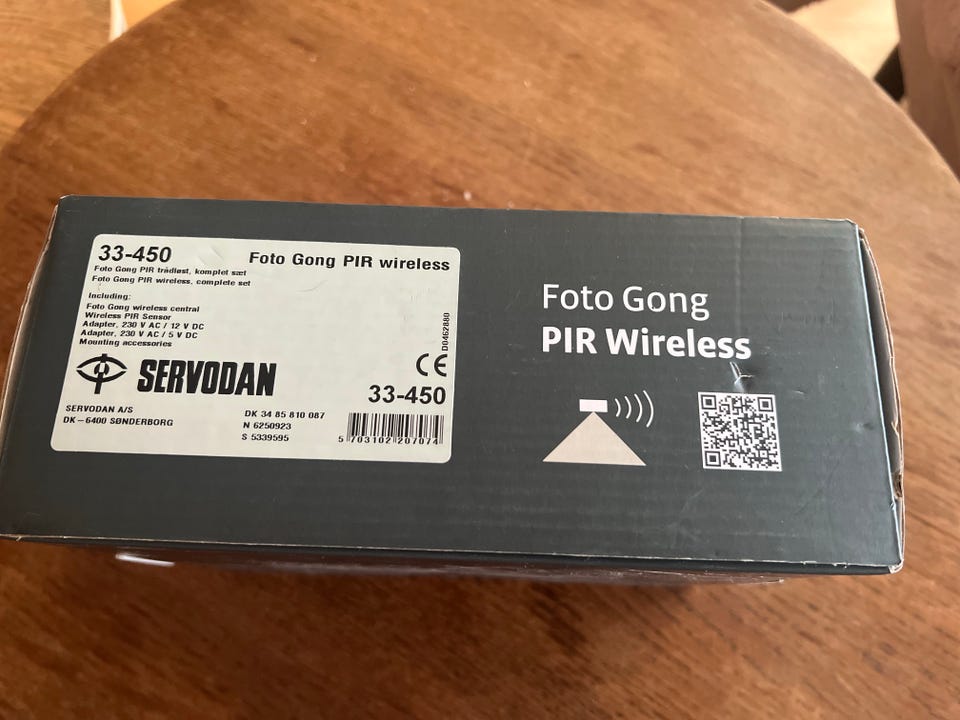 33-450
Foto Gong PIR wireless
Foto Gong PIR trådløst, komplet sæt
Foto Gong PIR wireless, complete set
Including:
Foto Gong wireless central
Wireless PIR Sensor
Adapter, 230 V AC / 12 V DC
Adapter, 230 V AC / 5 V DC
Mounting accessories
D0462880
CE
SERVODAN
33-450
SERVODAN A/S
DK-6400 SØNDERBORG
DK 34 85 810 087
N 6250923
S 5339595
5 703102 207074
Foto Gong
PIR Wireless